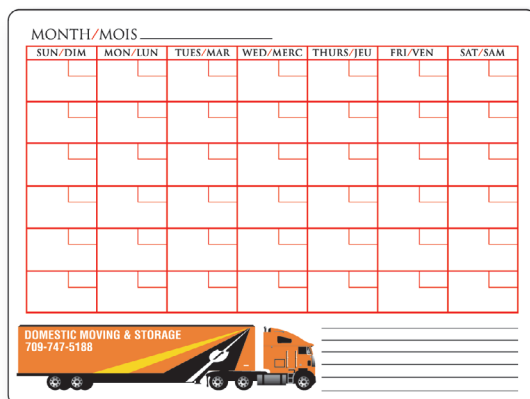 MONTH/MOIS
SUN/DIM MON/LUN TUES/MAR WED/MERC THURS/JEU FRI/VEN SAT/SAM
DOMESTIC MOVING & STORAGE
709-747-5188